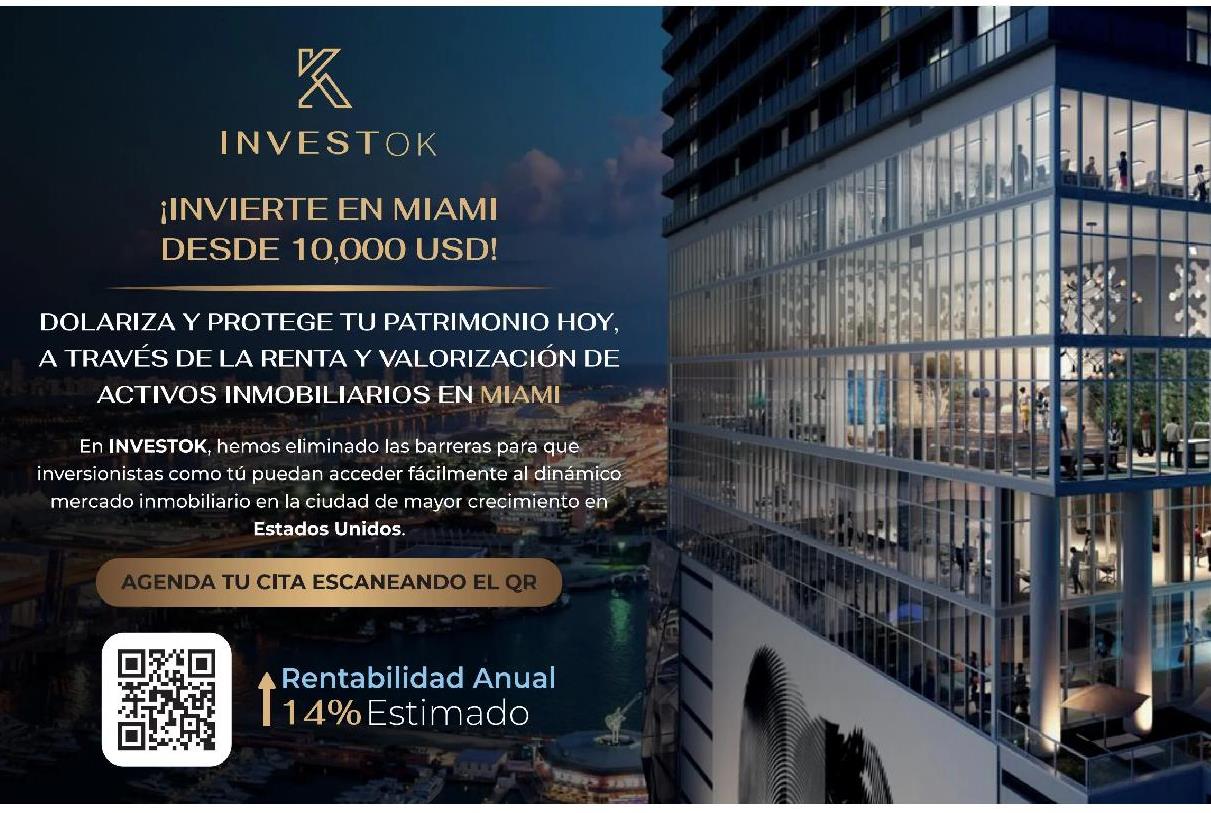 INVESTOK
¡INVIERTE EN MIAMI
DESDE 10,000 USD!
DOLARIZA Y PROTEGE TU PATRIMONIO HOY,
A TRAVÉS DE LA RENTA Y VALORIZACIÓN DE
ACTIVOS INMOBILIARIOS EN MIAMI
En INVESTOK, hemos eliminado las barreras para que
inversionistas como tú puedan acceder fácilmente al dinámico
mercado inmobiliario en la ciudad de mayor crecimiento en
Estados Unidos.
AGENDA TU CITA ESCANEANDO EL QR
Rentabilidad Anual
14% Estimado